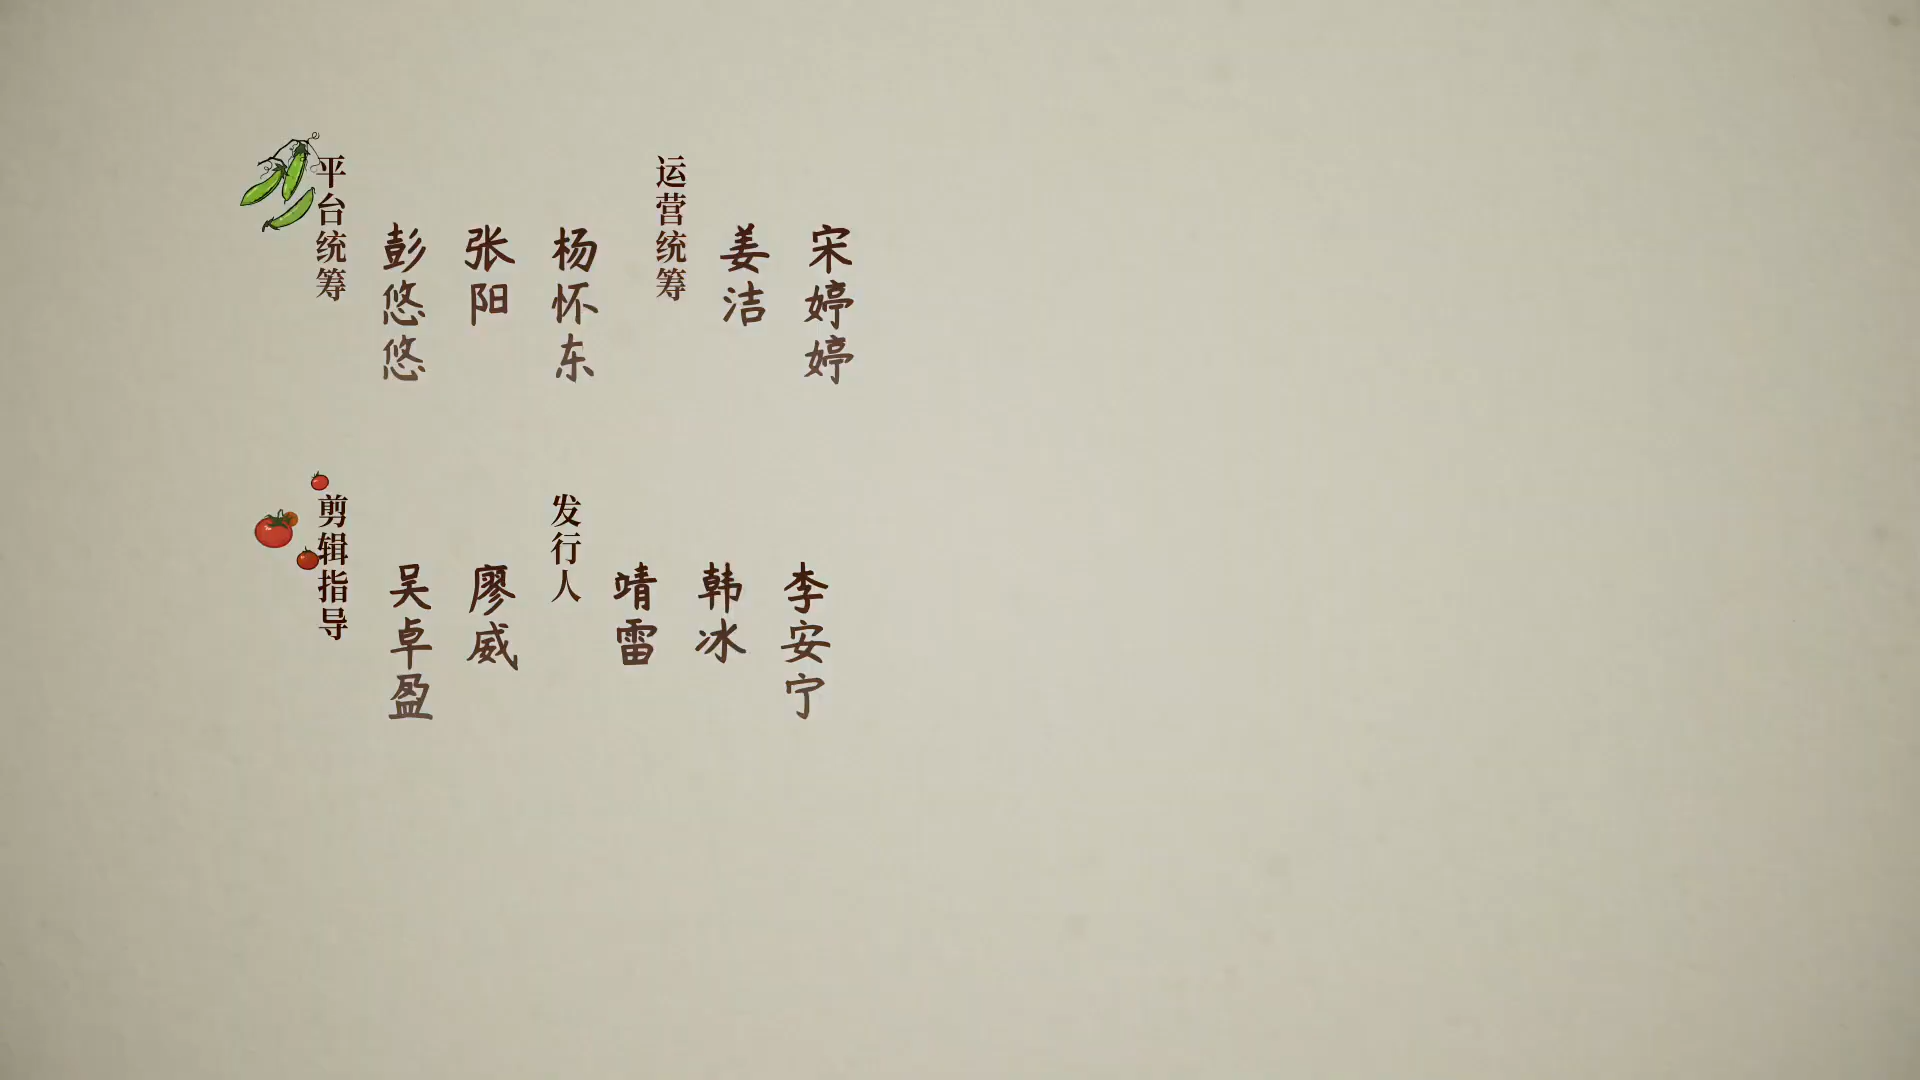 平台统筹
彭悠悠
张阳
杨怀东
运营统筹
姜洁
宋婷婷
剪辑指导
吴卓盈
廖威
发行人
靖雷
韩冰
李安宁